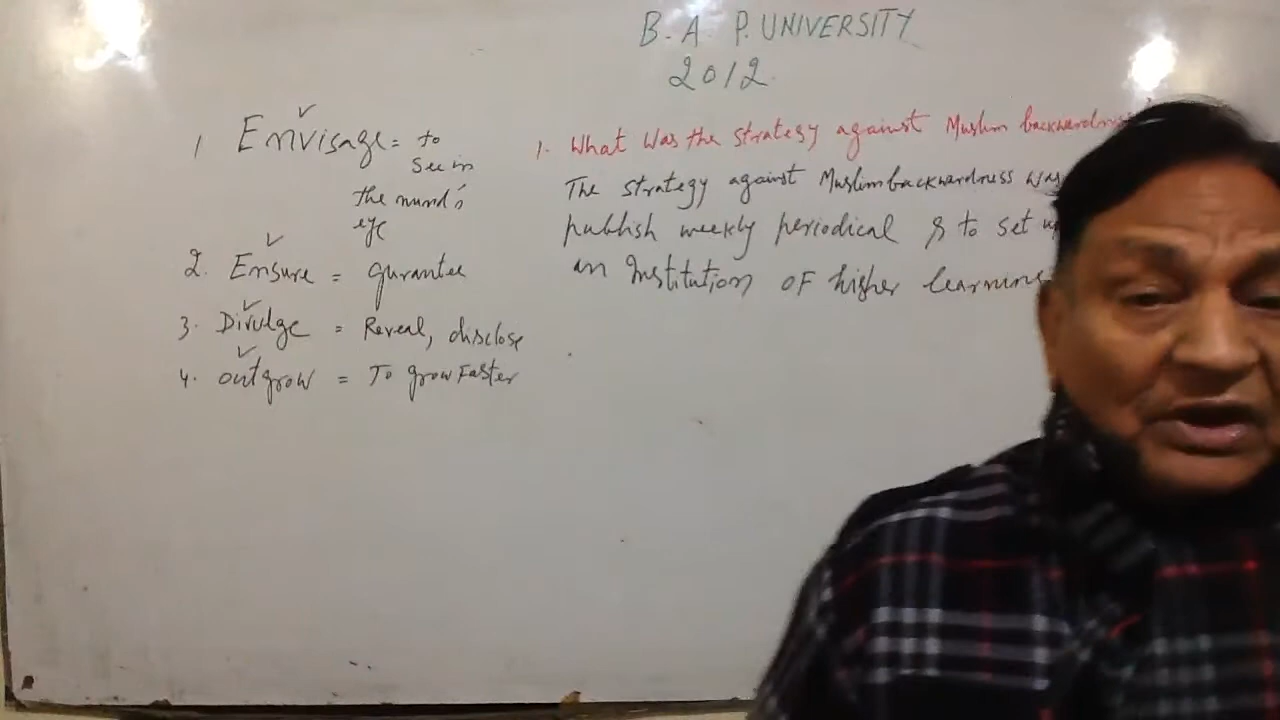 B. A P. UNIVERSITY
2012.
1 Envisage = to
see in
the mind's
eye
2. Ensure = gurantee
3. Divulge = Reveal, disclose
4. outgrow = To grow Faster
1. What Was the strategy against Muslim
The strategy against Muslim backwardness was
publish weekly periodical & to set
an Institution OF higher learning